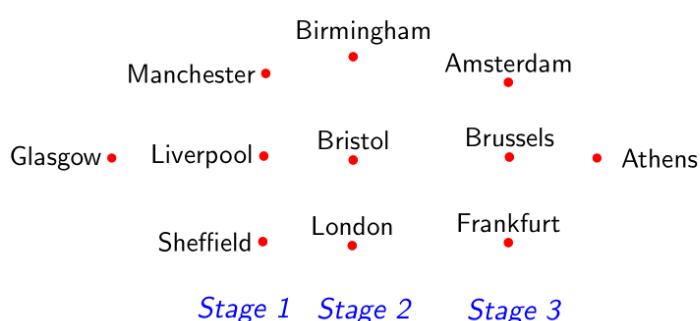 Birmingham
Manchester
Amsterdam
Glasgow
Liverpool
Bristol
Brussels
Athens
Sheffield
London
Frankfurt
Stage 1
Stage 2
Stage 3